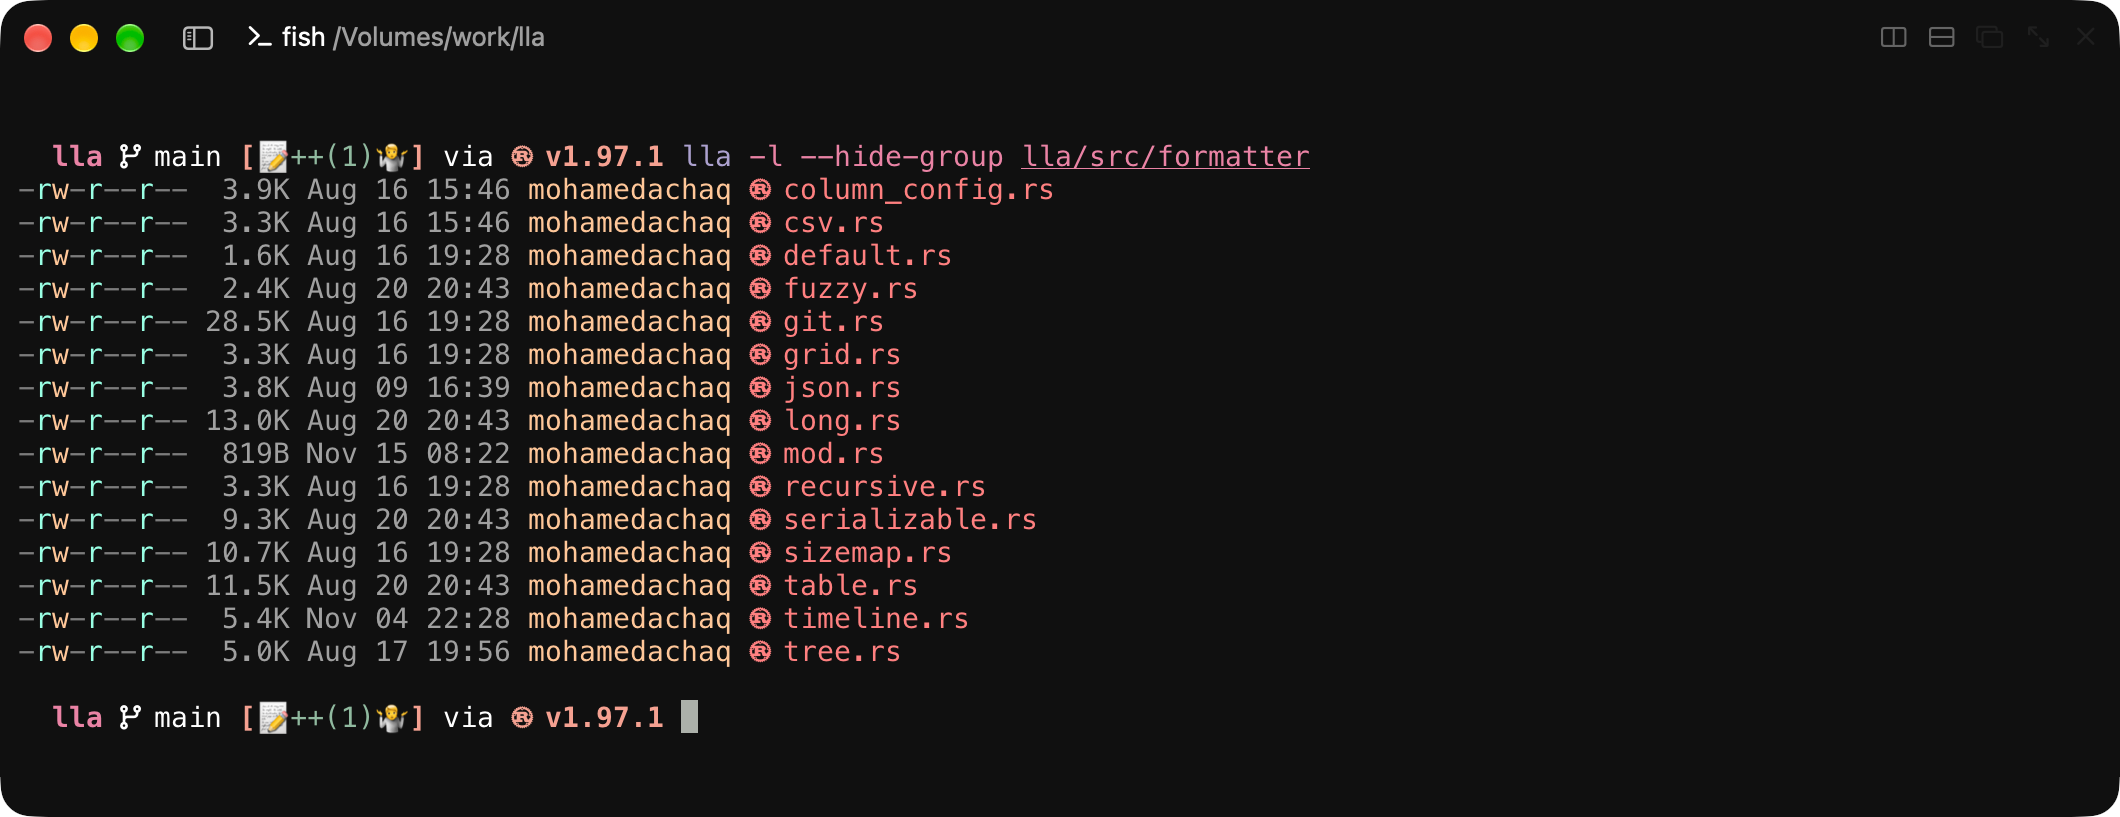 fish /Volumes/work/lla
lla main [📝++(1)🤷] via v1.97.1 lla -l --hide-group lla/src/formatter
-rw-r--r--  3.9K Aug 16 15:46 mohamedachaq column_config.rs
-rw-r--r--  3.3K Aug 16 15:46 mohamedachaq csv.rs
-rw-r--r--  1.6K Aug 16 19:28 mohamedachaq default.rs
-rw-r--r--  2.4K Aug 20 20:43 mohamedachaq fuzzy.rs
-rw-r--r-- 28.5K Aug 16 19:28 mohamedachaq git.rs
-rw-r--r--  3.3K Aug 16 19:28 mohamedachaq grid.rs
-rw-r--r--  3.8K Aug 09 16:39 mohamedachaq json.rs
-rw-r--r-- 13.0K Aug 20 20:43 mohamedachaq long.rs
-rw-r--r--  819B Nov 15 08:22 mohamedachaq mod.rs
-rw-r--r--  3.3K Aug 16 19:28 mohamedachaq recursive.rs
-rw-r--r--  9.3K Aug 20 20:43 mohamedachaq serializable.rs
-rw-r--r-- 10.7K Aug 16 19:28 mohamedachaq sizemap.rs
-rw-r--r-- 11.5K Aug 20 20:43 mohamedachaq table.rs
-rw-r--r--  5.4K Nov 04 22:28 mohamedachaq timeline.rs
-rw-r--r--  5.0K Aug 17 19:56 mohamedachaq tree.rs
lla main [📝++(1)🤷] via v1.97.1